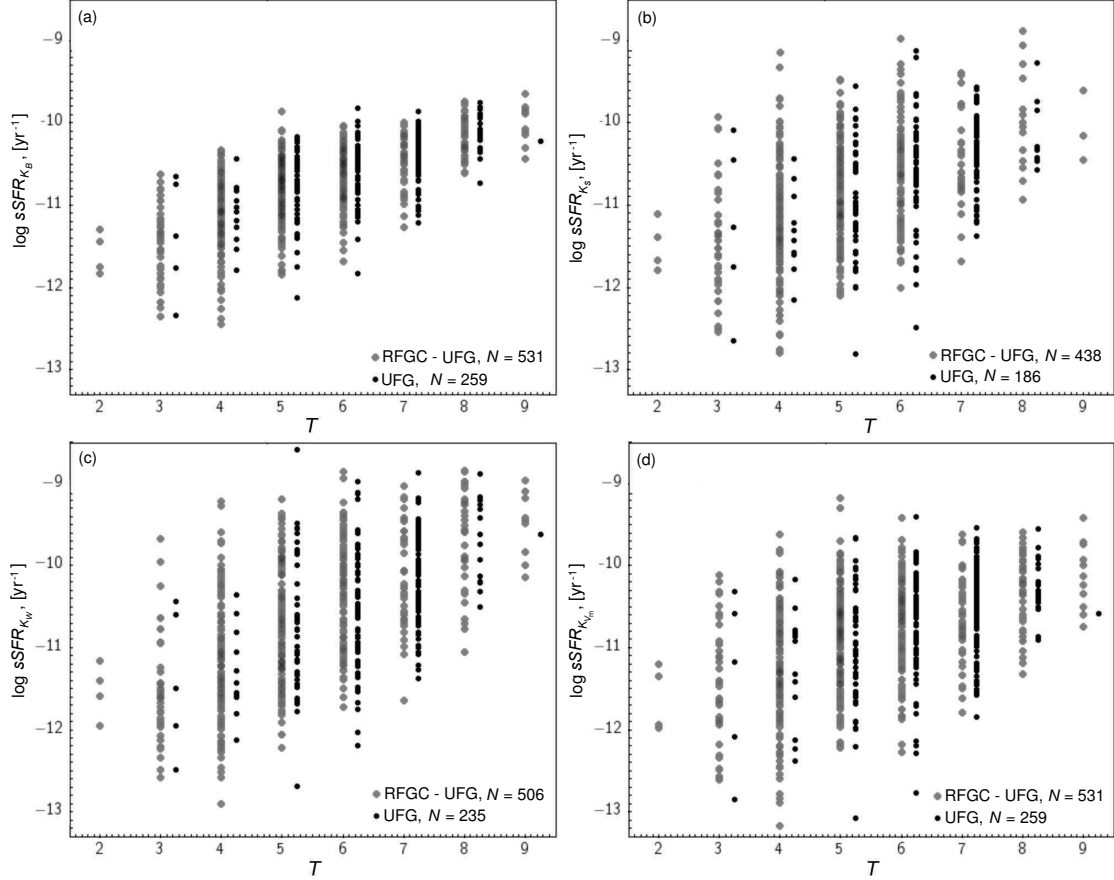 (a)
log sSFR_{K_B}, [yr⁻¹]
−9
−10
−11
−12
−13
RFGC - UFG, N = 531
UFG, N = 259
2 3 4 5 6 7 8 9
T
(b)
log sSFR_{K_S}, [yr⁻¹]
−9
−10
−11
−12
−13
RFGC - UFG, N = 438
UFG, N = 186
2 3 4 5 6 7 8 9
T
(c)
log sSFR_{K_W}, [yr⁻¹]
−9
−10
−11
−12
−13
RFGC - UFG, N = 506
UFG, N = 235
2 3 4 5 6 7 8 9
T
(d)
log sSFR_{K_{V_m}}, [yr⁻¹]
−9
−10
−11
−12
−13
RFGC - UFG, N = 531
UFG, N = 259
2 3 4 5 6 7 8 9
T